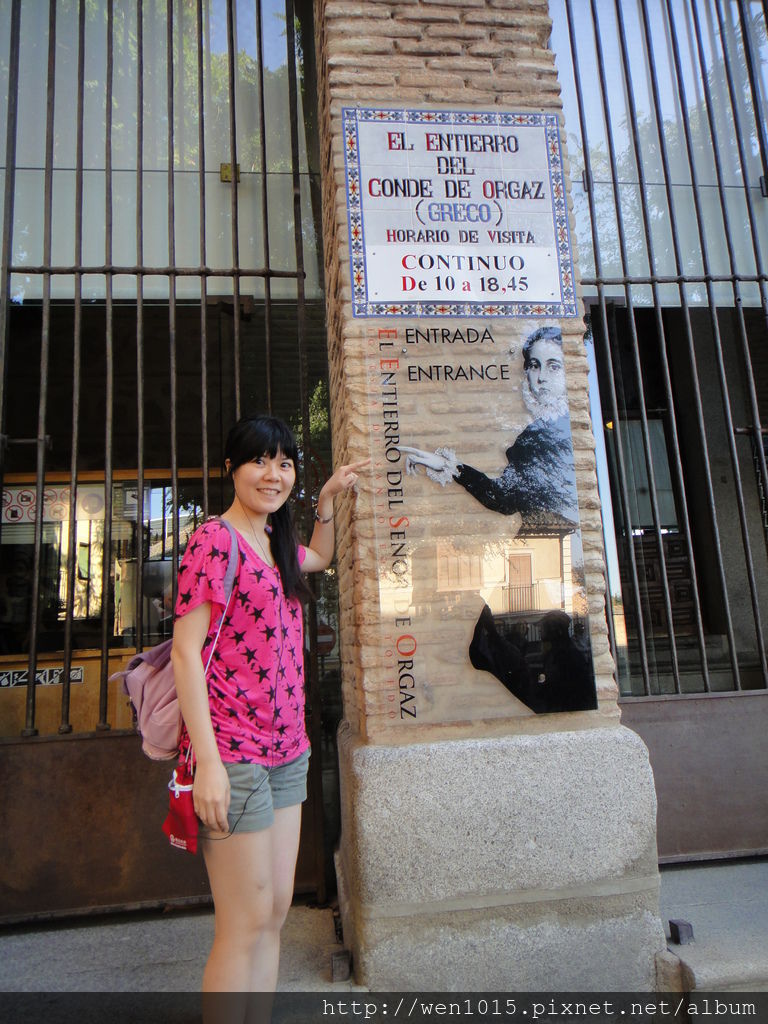 EL ENTIERRO
DEL
CONDE DE ORGAZ
(GRECO)
HORARIO DE VISITA
CONTINUO
De 10 a 18,45
ENTRADA
ENTRANCE
EL ENTIERRO DEL SEÑOR DE ORGAZ
TOLEDO
http://wen1015.pixnet.net/album